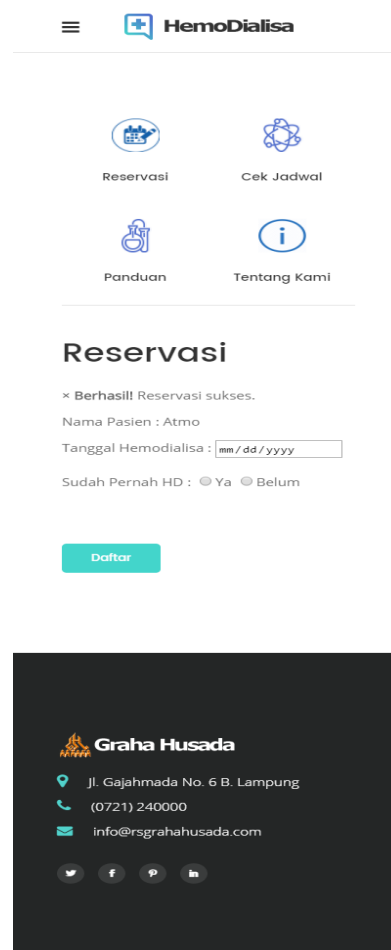 HemoDialisa
Reservasi
Cek Jadwal
Panduan
Tentang Kami
Reservasi
× Berhasil! Reservasi sukses.
Nama Pasien : Atmo
Tanggal Hemodialisa : mm/dd/yyyy
Sudah Pernah HD : Ya Belum
Daftar
Graha Husada
Jl. Gajahmada No. 6 B. Lampung
(0721) 240000
info@rsgrahahusada.com